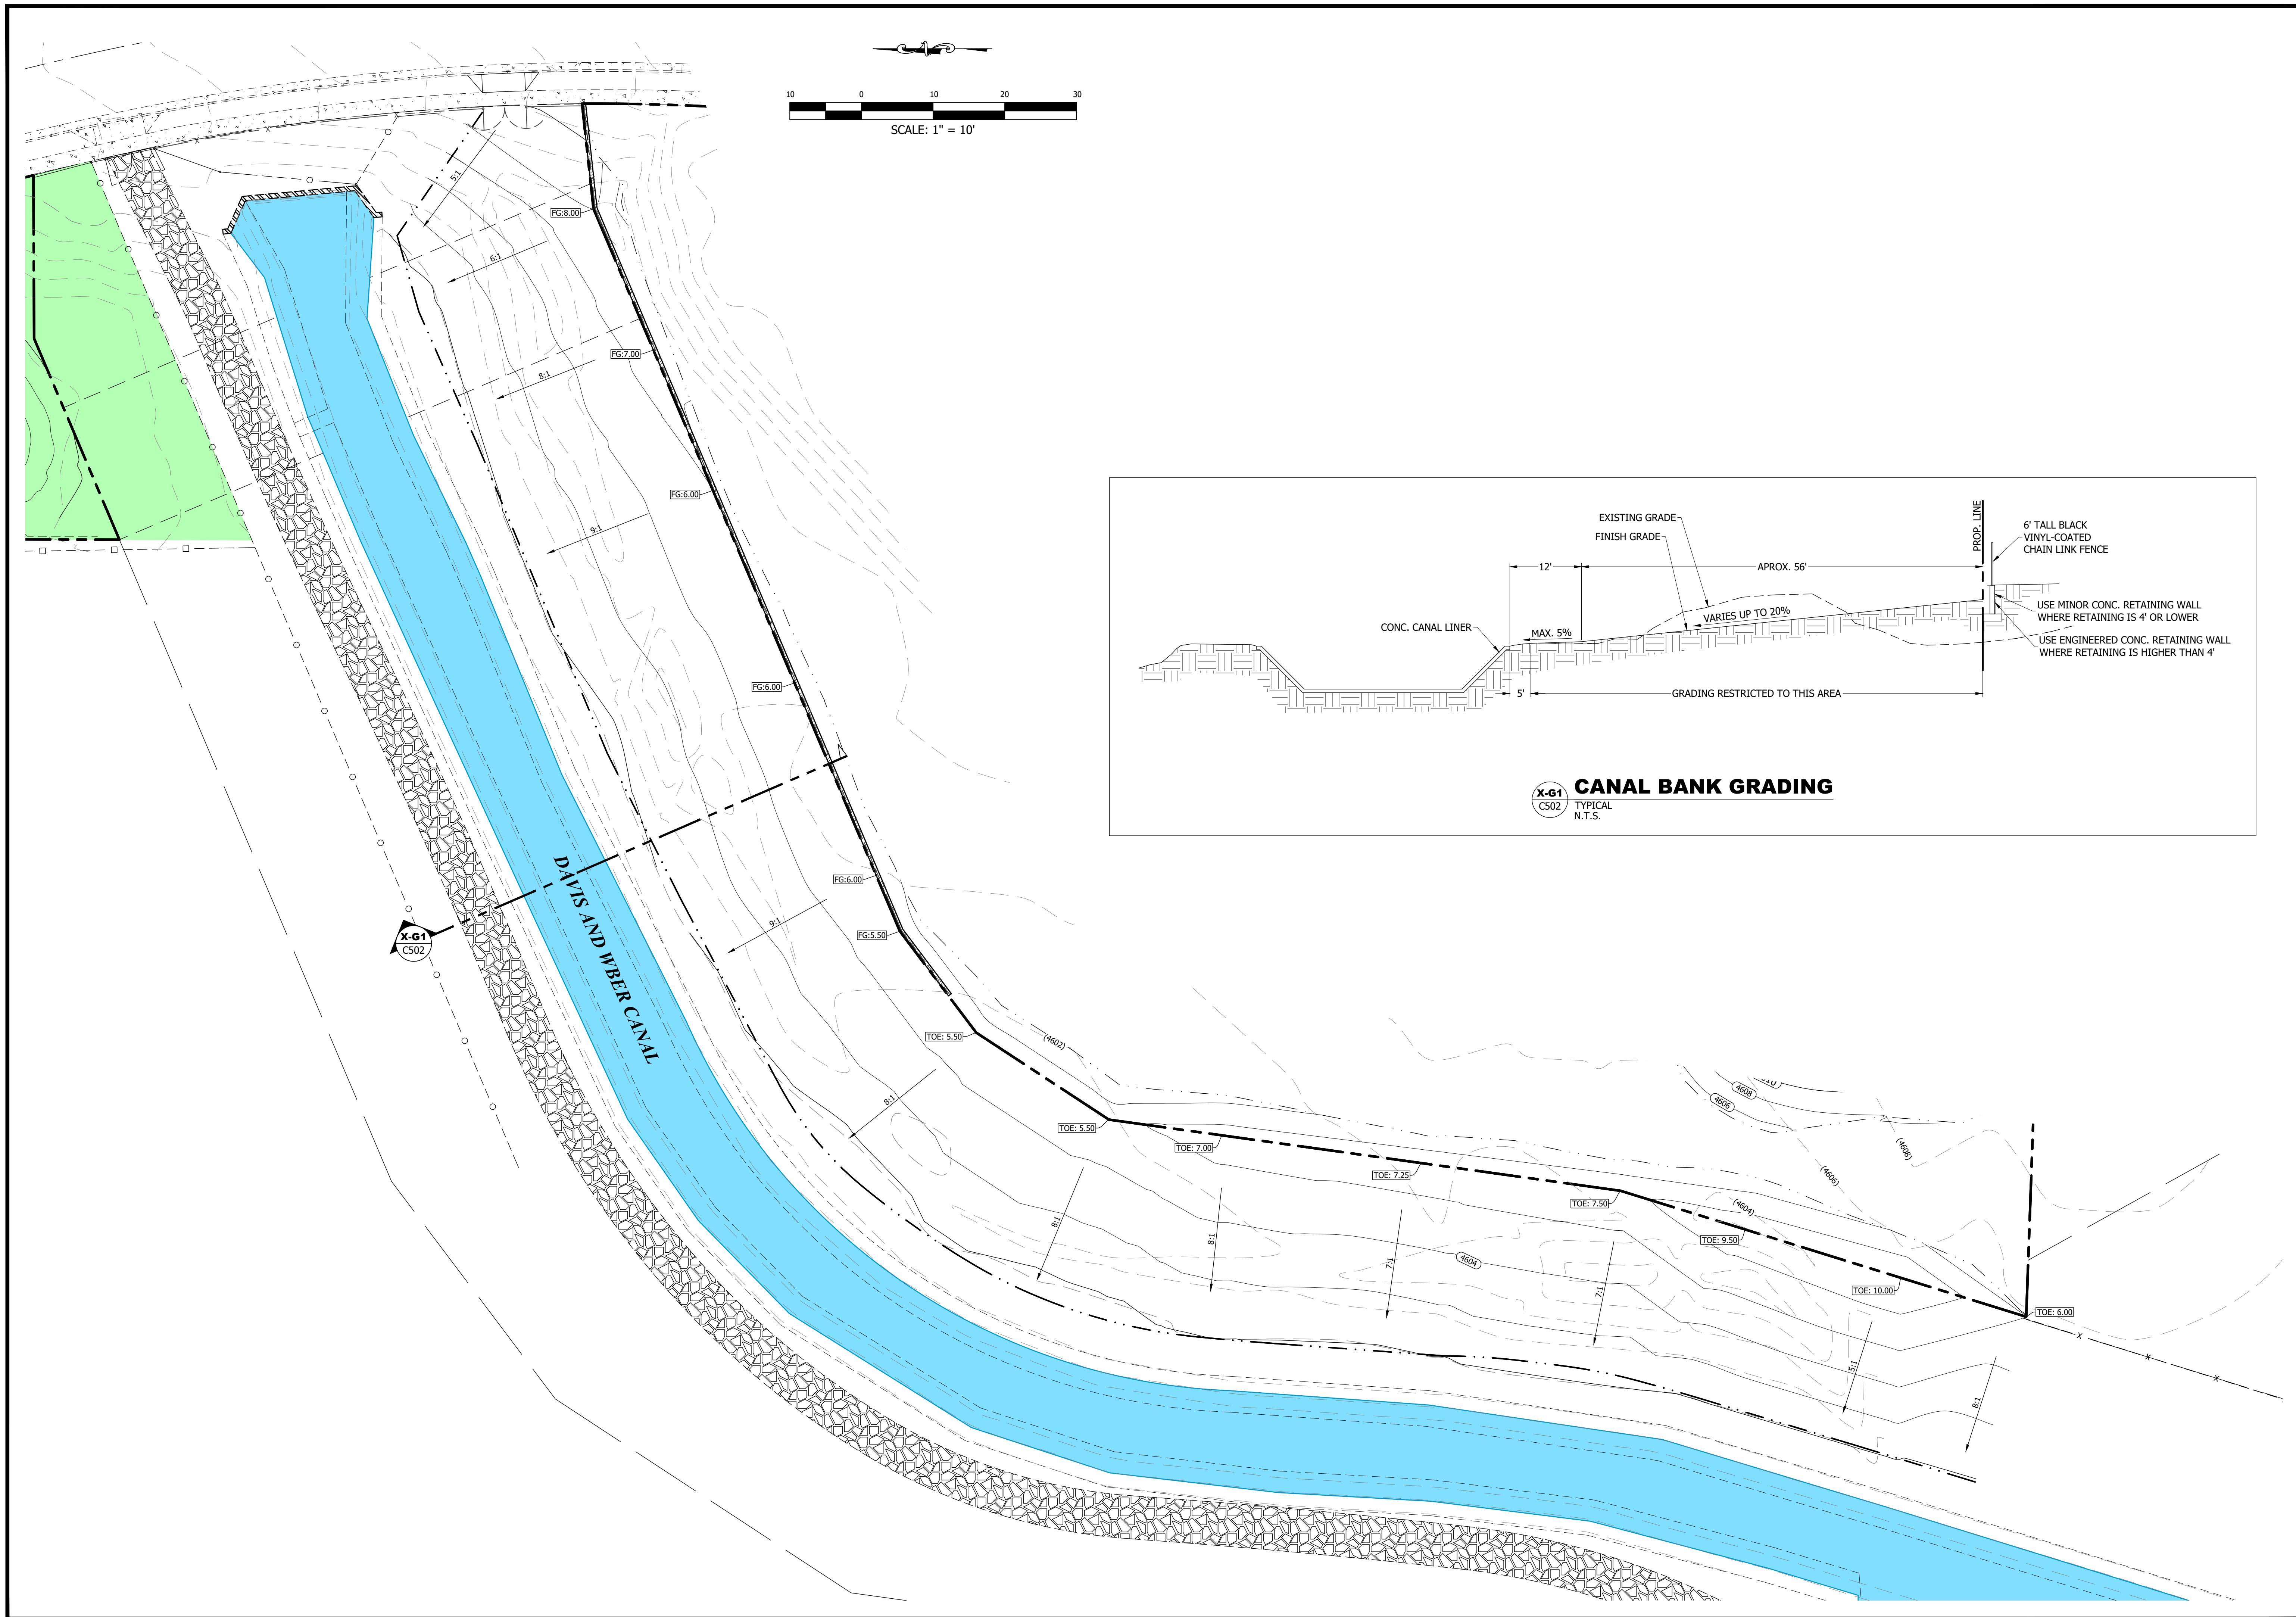 10 0 10 20 30
SCALE: 1" = 10'
5:1
FG:8.00
6:1
FG:7.00
8:1
FG:6.00
9:1
FG:6.00
FG:6.00
9:1
FG:5.50
X-G1
C502
DAVIS AND WBER CANAL
TOE: 5.50
(4602)
8:1
TOE: 5.50
TOE: 7.00
TOE: 7.25
TOE: 7.50
(4604)
TOE: 9.50
TOE: 10.00
TOE: 6.00
4608
4606
(4608)
(4606)
8:1
8:1
7:1
4604
7:1
5:1
8:1
X
X
X
EXISTING GRADE
FINISH GRADE
PROP. LINE
6' TALL BLACK
VINYL-COATED
CHAIN LINK FENCE
12'
APROX. 56'
CONC. CANAL LINER
MAX. 5%
VARIES UP TO 20%
USE MINOR CONC. RETAINING WALL
WHERE RETAINING IS 4' OR LOWER
USE ENGINEERED CONC. RETAINING WALL
WHERE RETAINING IS HIGHER THAN 4'
5'
GRADING RESTRICTED TO THIS AREA
X-G1
C502
CANAL BANK GRADING
TYPICAL
N.T.S.